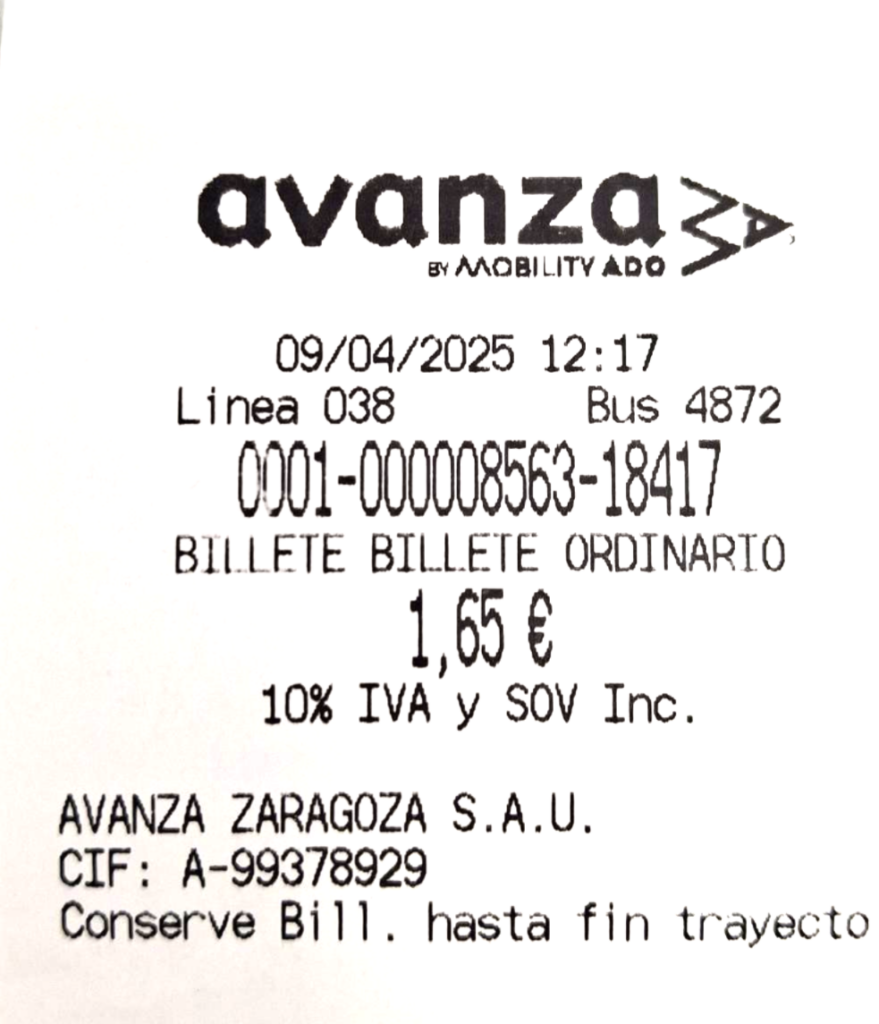 avanza
BY MOBILITY ADO
09/04/2025 12:17
Linea 038 Bus 4872
0001-000008563-18417
BILLETE BILLETE ORDINARIO
1,65 €
10% IVA y SOV Inc.
AVANZA ZARAGOZA S.A.U.
CIF: A-99378929
Conserve Bill. hasta fin trayecto